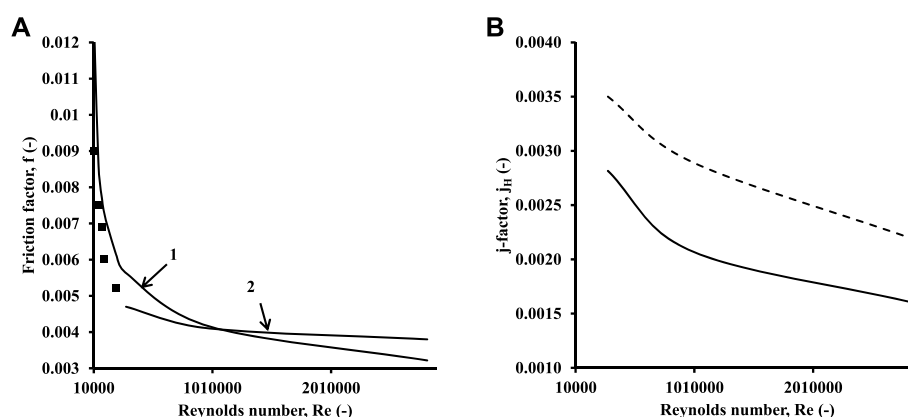 A
0.012
0.011
0.01
0.009
0.008
0.007
0.006
0.005
0.004
0.003
Friction factor, f (-)
1
2
10000 1010000 2010000
Reynolds number, Re (-)
B
0.0040
0.0035
0.0030
0.0025
0.0020
0.0015
0.0010
j-factor, jH (-)
10000 1010000 2010000
Reynolds number, Re (-)